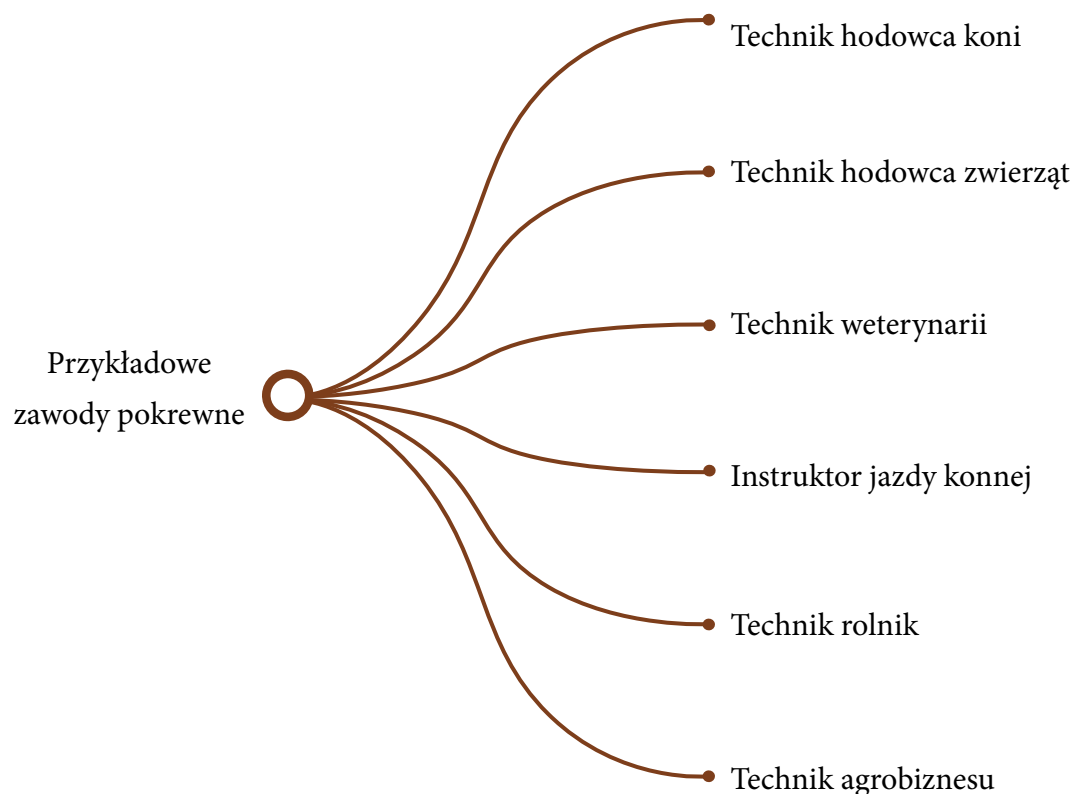 Przykładowe
zawody pokrewne
Technik hodowca koni
Technik hodowca zwierząt
Technik weterynarii
Instruktor jazdy konnej
Technik rolnik
Technik agrobiznesu